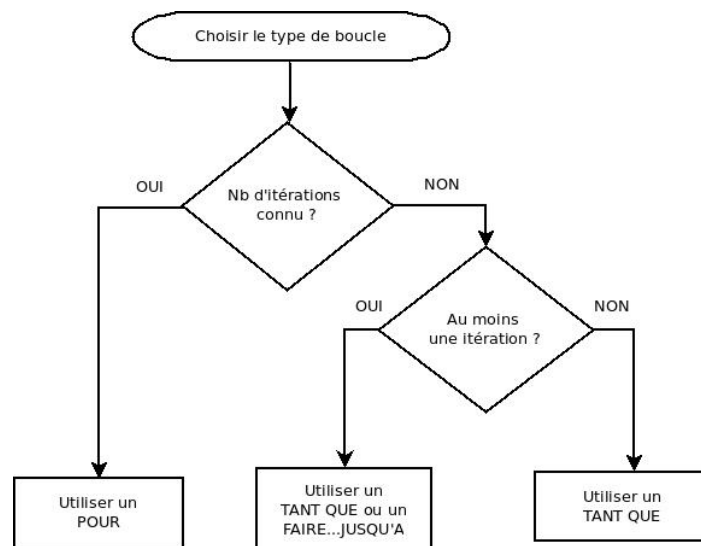 Choisir le type de boucle
Nb d'itérations
connu ?
OUI
NON
Au moins
une itération ?
OUI
NON
Utiliser un
POUR
Utiliser un
TANT QUE ou un
FAIRE...JUSQU'A
Utiliser un
TANT QUE